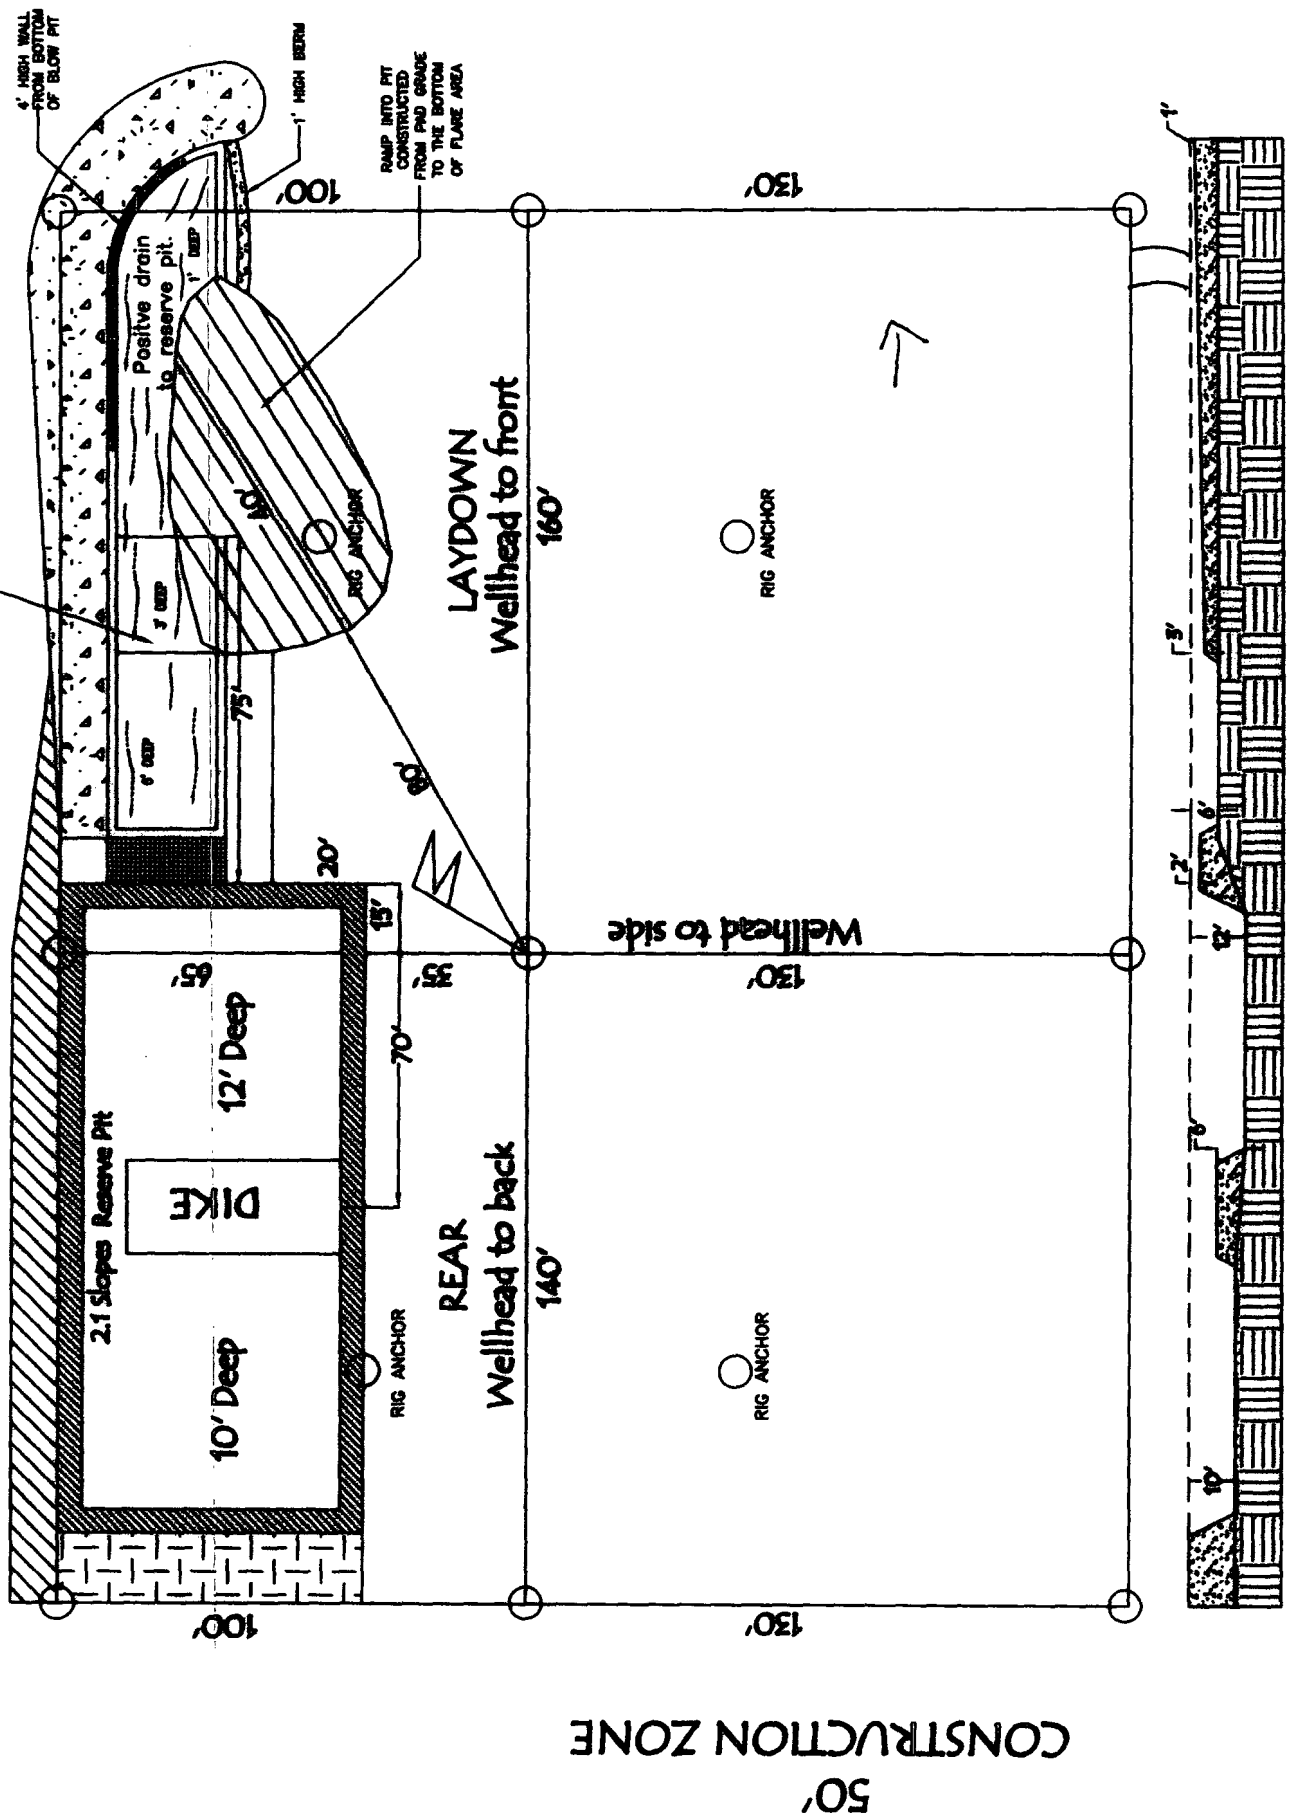 4' HIGH WALL
FROM BOTTOM
OF BLOW PIT
1' HIGH BERM
RAMP INTO PIT
CONSTRUCTED
FROM PAD GRADE
TO THE BOTTOM
OF FLARE AREA
100'
130'
Positve drain
to reserve pit.
1' DEEP
3' DEEP
6' DEEP
40'
RIG ANCHOR
75'
80'
20'
15'
LAYDOWN
Wellhead to front
160'
RIG ANCHOR
Wellhead to side
65'
35'
130'
70'
2.1 Slopes Reserve Pit
12' Deep
DIKE
10' Deep
RIG ANCHOR
REAR
Wellhead to back
140'
RIG ANCHOR
100'
130'
1'
3'
6'
2'
12'
6'
10'
50'
CONSTRUCTION ZONE